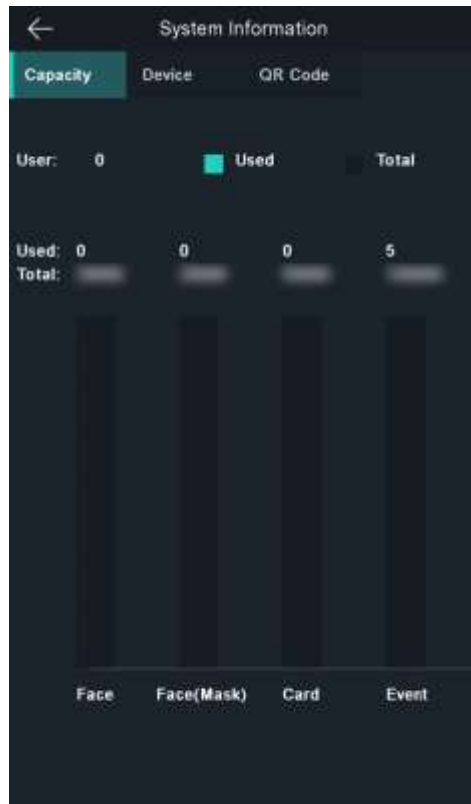 System Information
Capacity Device QR Code
User: 0 Used Total
Used: 0 0 0 5
Total:
Face Face(Mask) Card Event